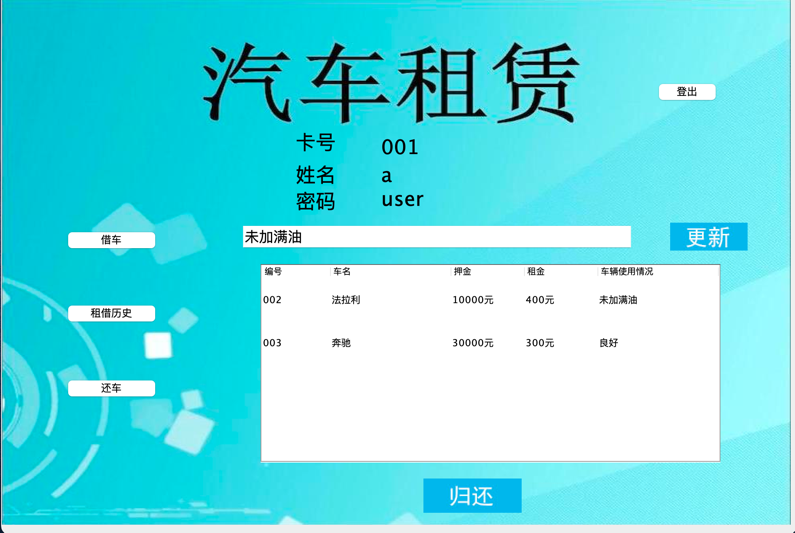 汽车租赁
登出
卡号 001
姓名 a
密码 user
借车
未加满油
更新
编号 车名 押金 租金 车辆使用情况
002 法拉利 10000元 400元 未加满油
租借历史
003 奔驰 30000元 300元 良好
还车
归还